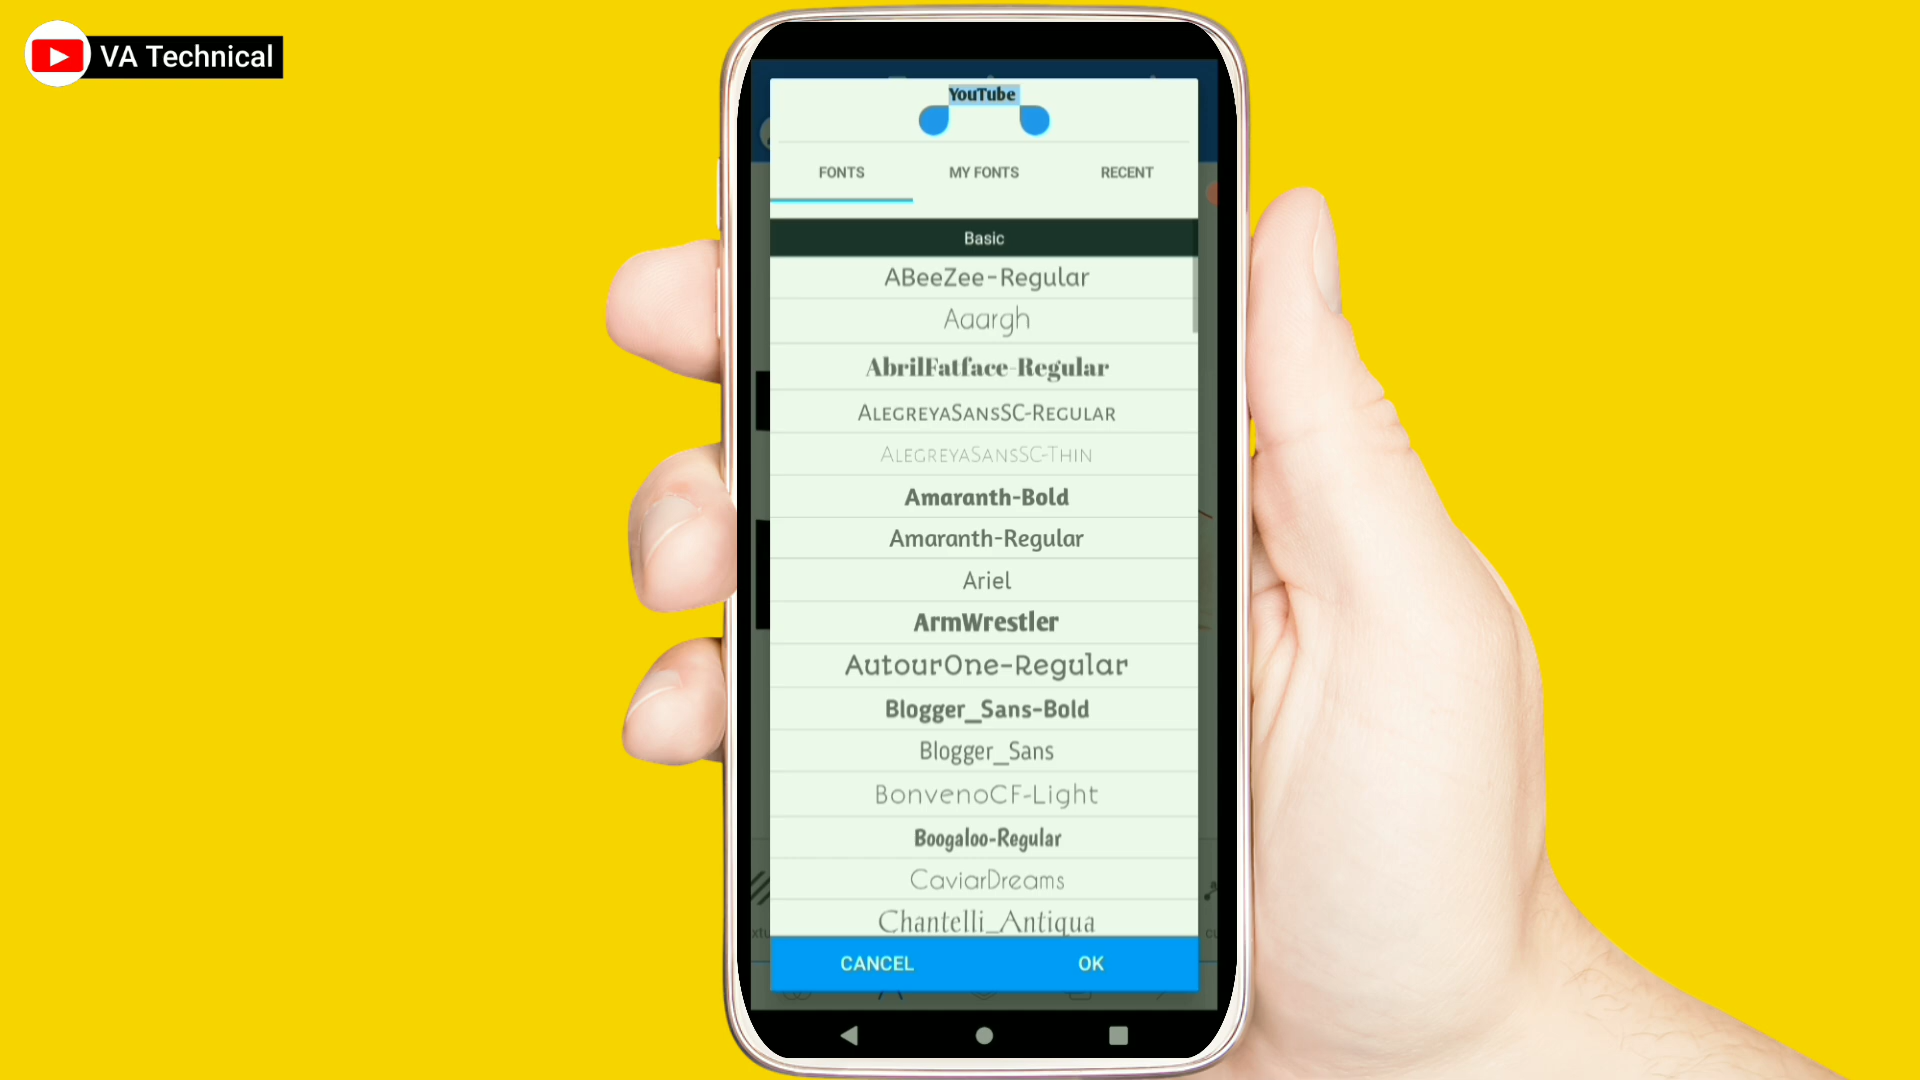 VA Technical
YouTube
FONTS MY FONTS RECENT
Basic
ABeeZee-Regular
Aaargh
AbrilFatface-Regular
AlegreyaSansSC-Regular
AlegreyaSansSC-Thin
Amaranth-Bold
Amaranth-Regular
Ariel
ArmWrestler
AutourOne-Regular
Blogger_Sans-Bold
Blogger_Sans
BonvenoCF-Light
Boogaloo-Regular
CaviarDreams
Chantelli_Antiqua
CANCEL OK